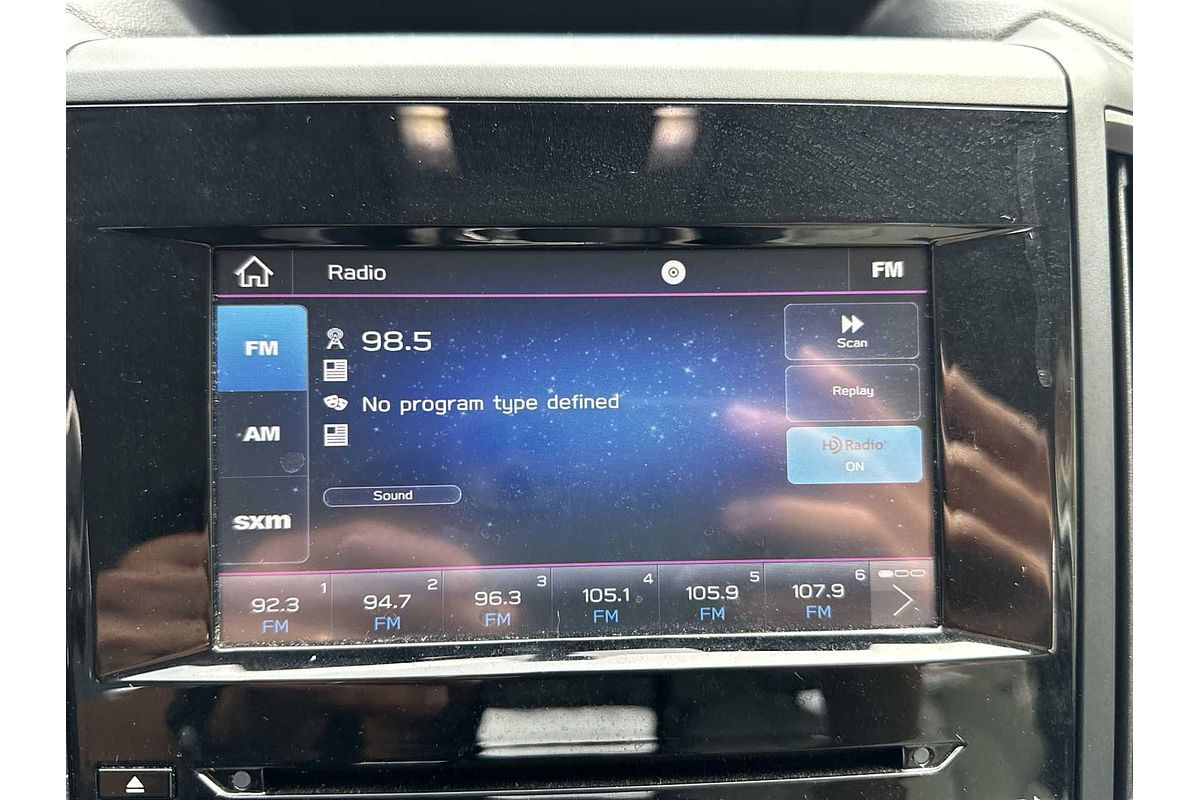 Radio
FM
FM
98.5
Scan
No program type defined
Replay
AM
HD Radio
ON
Sound
sxm
1
2
3
4
5
6
92.3
94.7
96.3
105.1
105.9
107.9
FM
FM
FM
FM
FM
FM